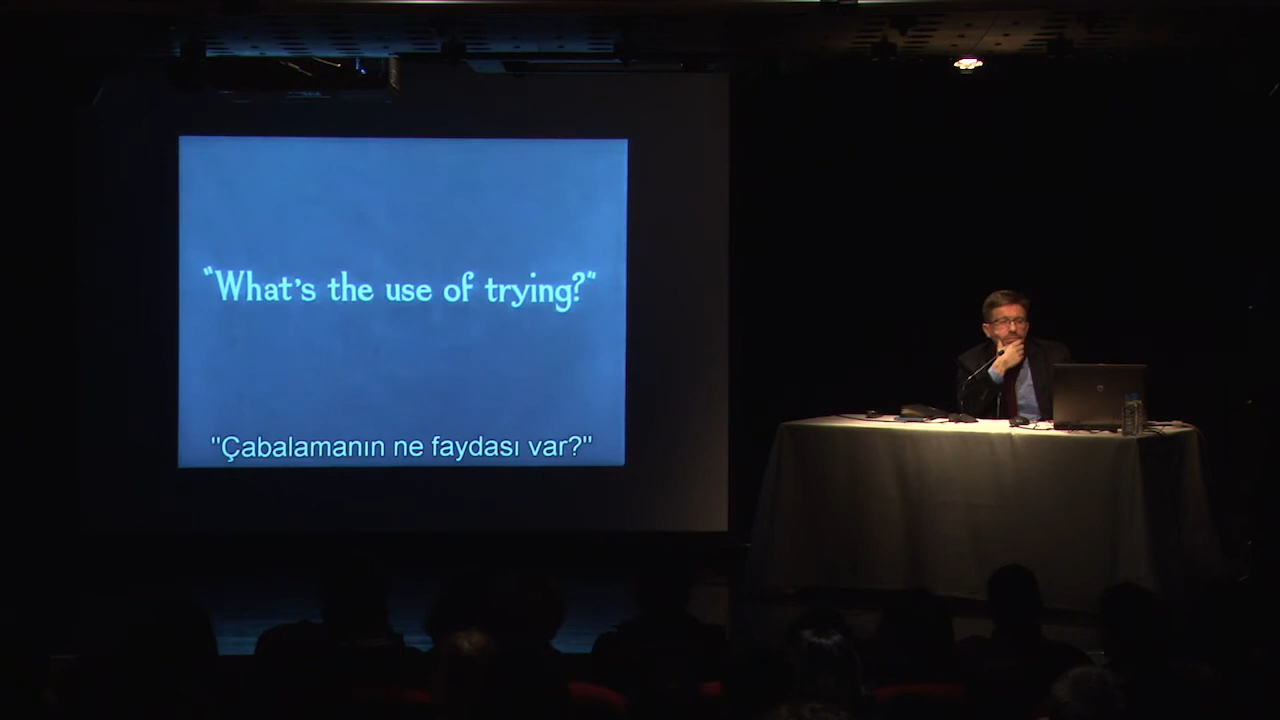 "What's the use of trying?"
"Çabalamanın ne faydası var?"